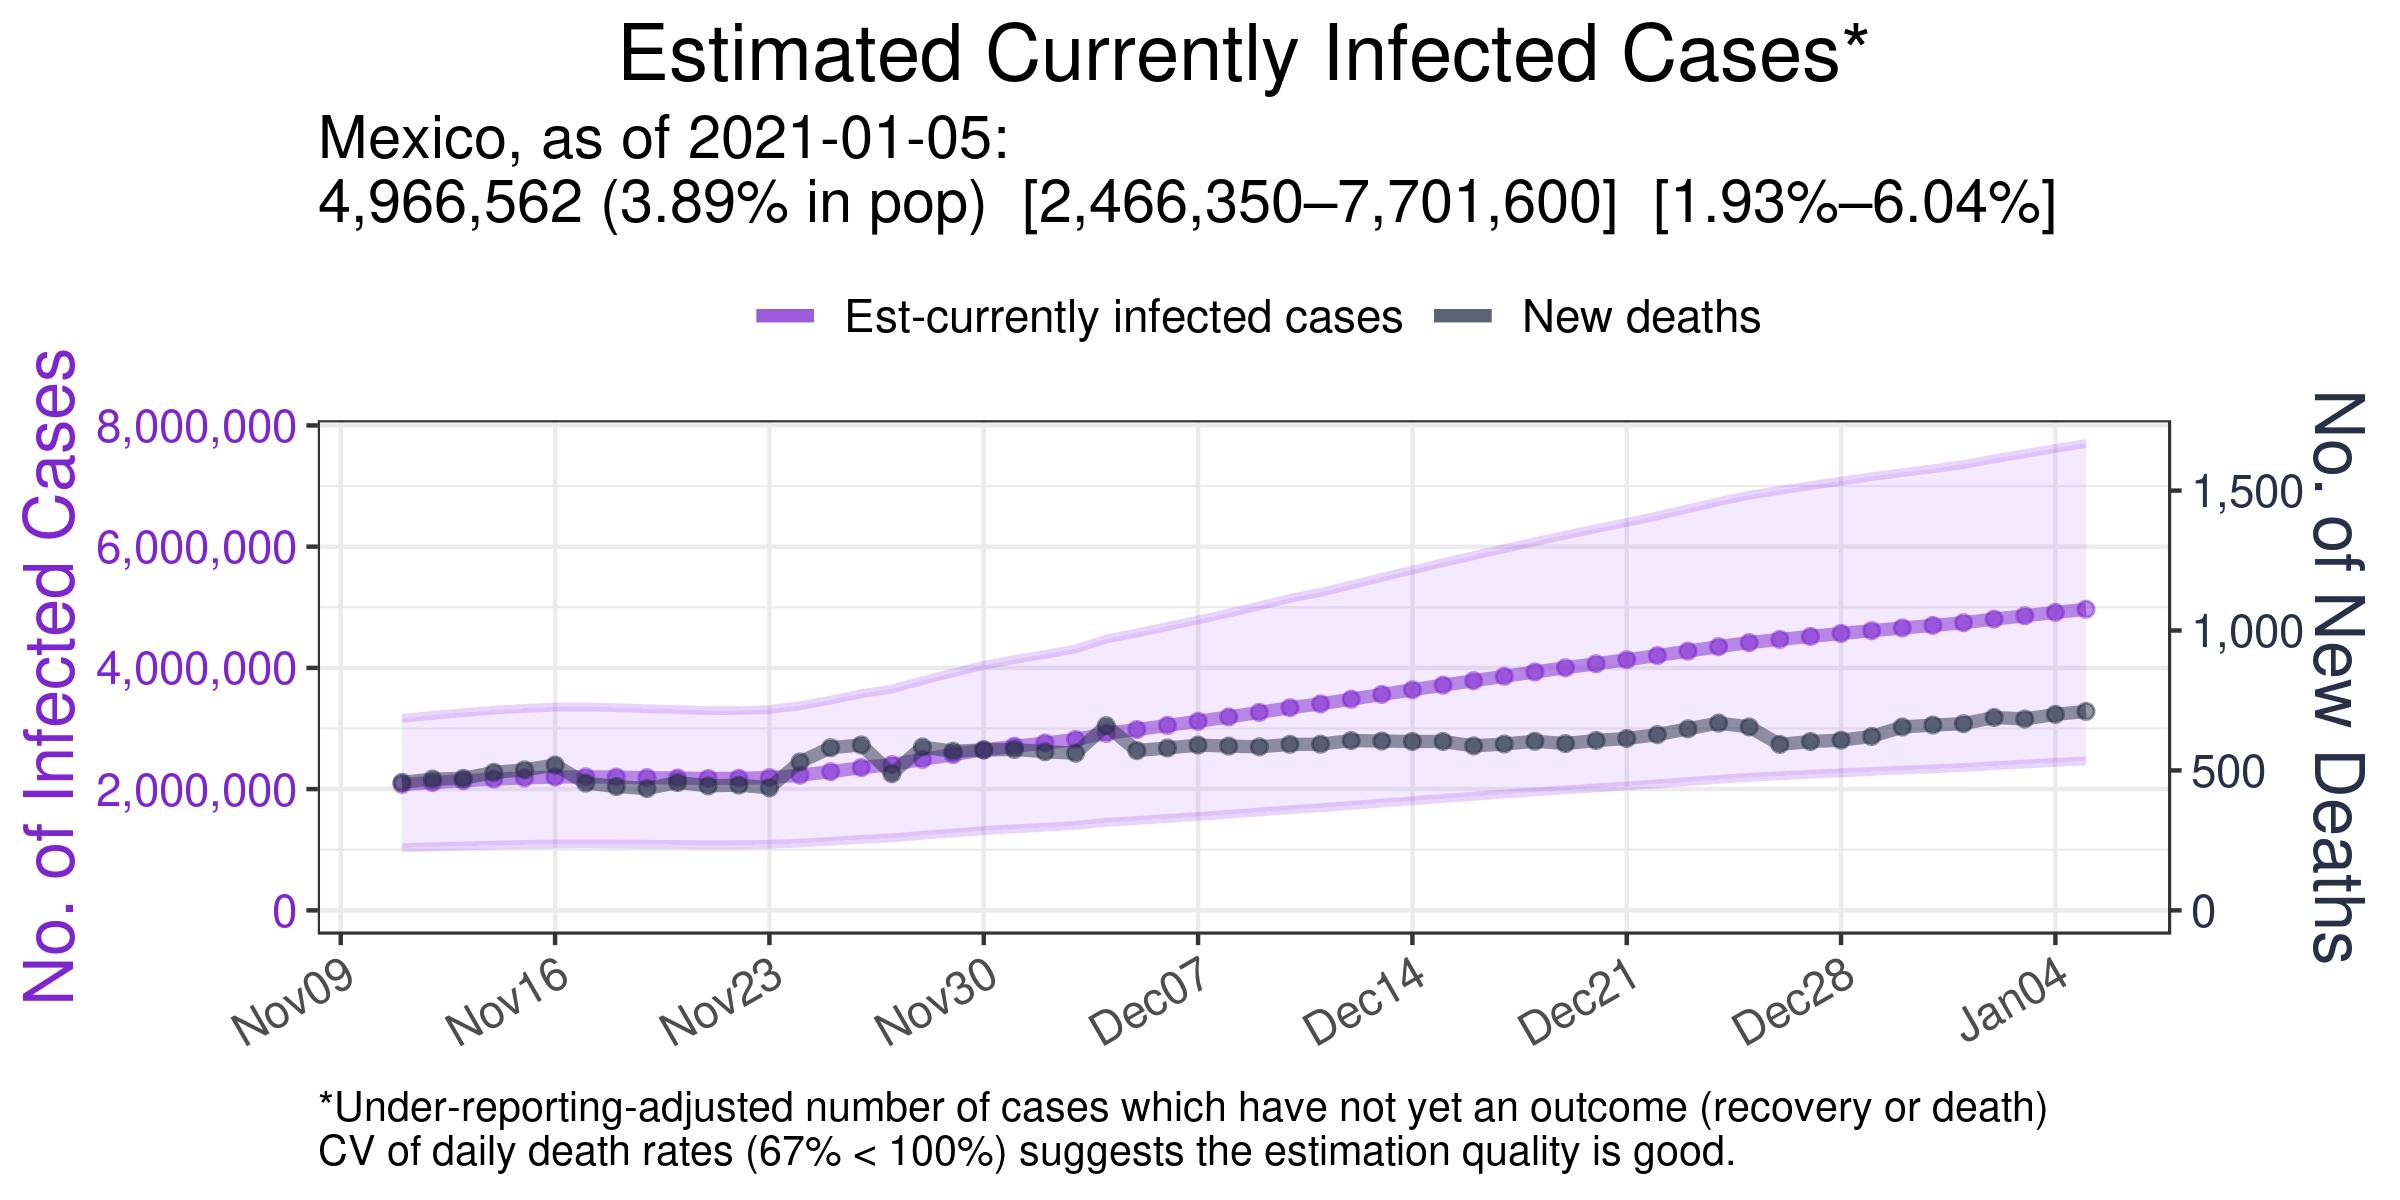 Estimated Currently Infected Cases*
Mexico, as of 2021-01-05:
4,966,562 (3.89% in pop)  [2,466,350–7,701,600]  [1.93%–6.04%]
Est-currently infected cases
New deaths
No. of Infected Cases
8,000,000
6,000,000
4,000,000
2,000,000
0
1,500
1,000
500
0
No. of New Deaths
Nov09
Nov16
Nov23
Nov30
Dec07
Dec14
Dec21
Dec28
Jan04
*Under-reporting-adjusted number of cases which have not yet an outcome (recovery or death)
CV of daily death rates (67% < 100%) suggests the estimation quality is good.